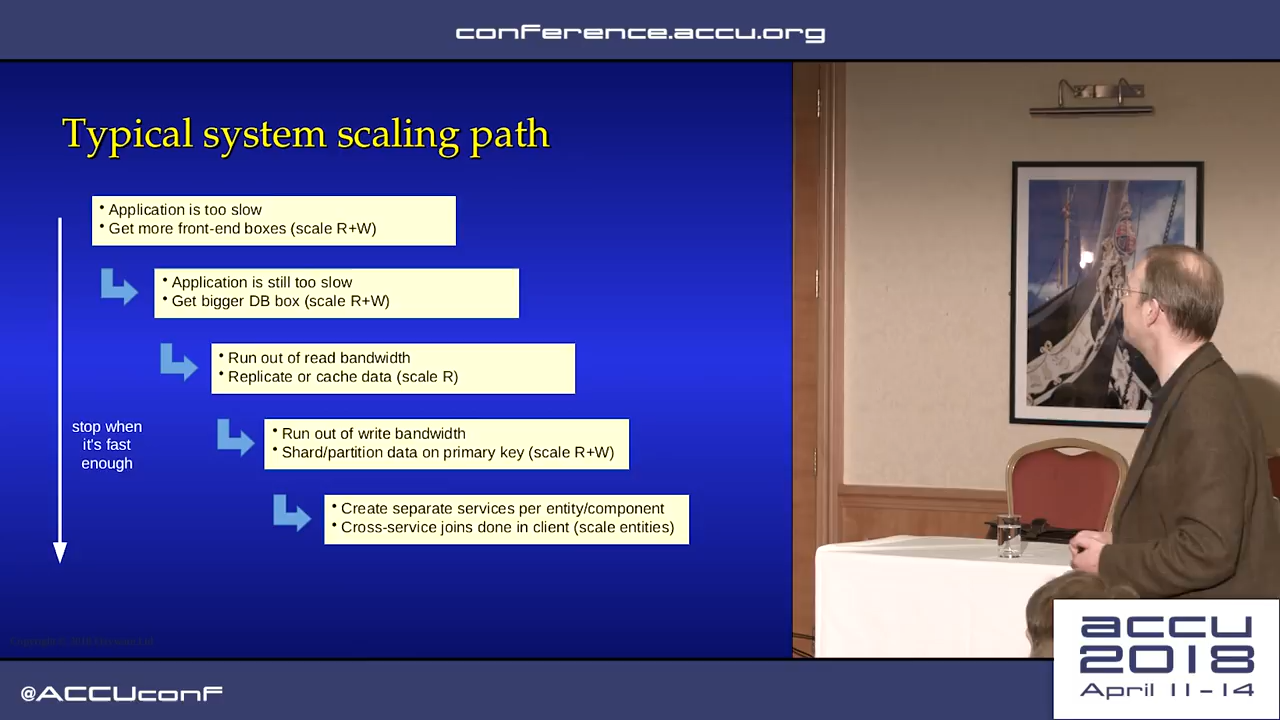 conference.accu.org
Typical system scaling path
• Application is too slow
• Get more front-end boxes (scale R+W)
• Application is still too slow
• Get bigger DB box (scale R+W)
• Run out of read bandwidth
• Replicate or cache data (scale R)
stop when
it's fast
enough
• Run out of write bandwidth
• Shard/partition data on primary key (scale R+W)
• Create separate services per entity/component
• Cross-service joins done in client (scale entities)
accu
2018
April 11-14
@ACCUconf